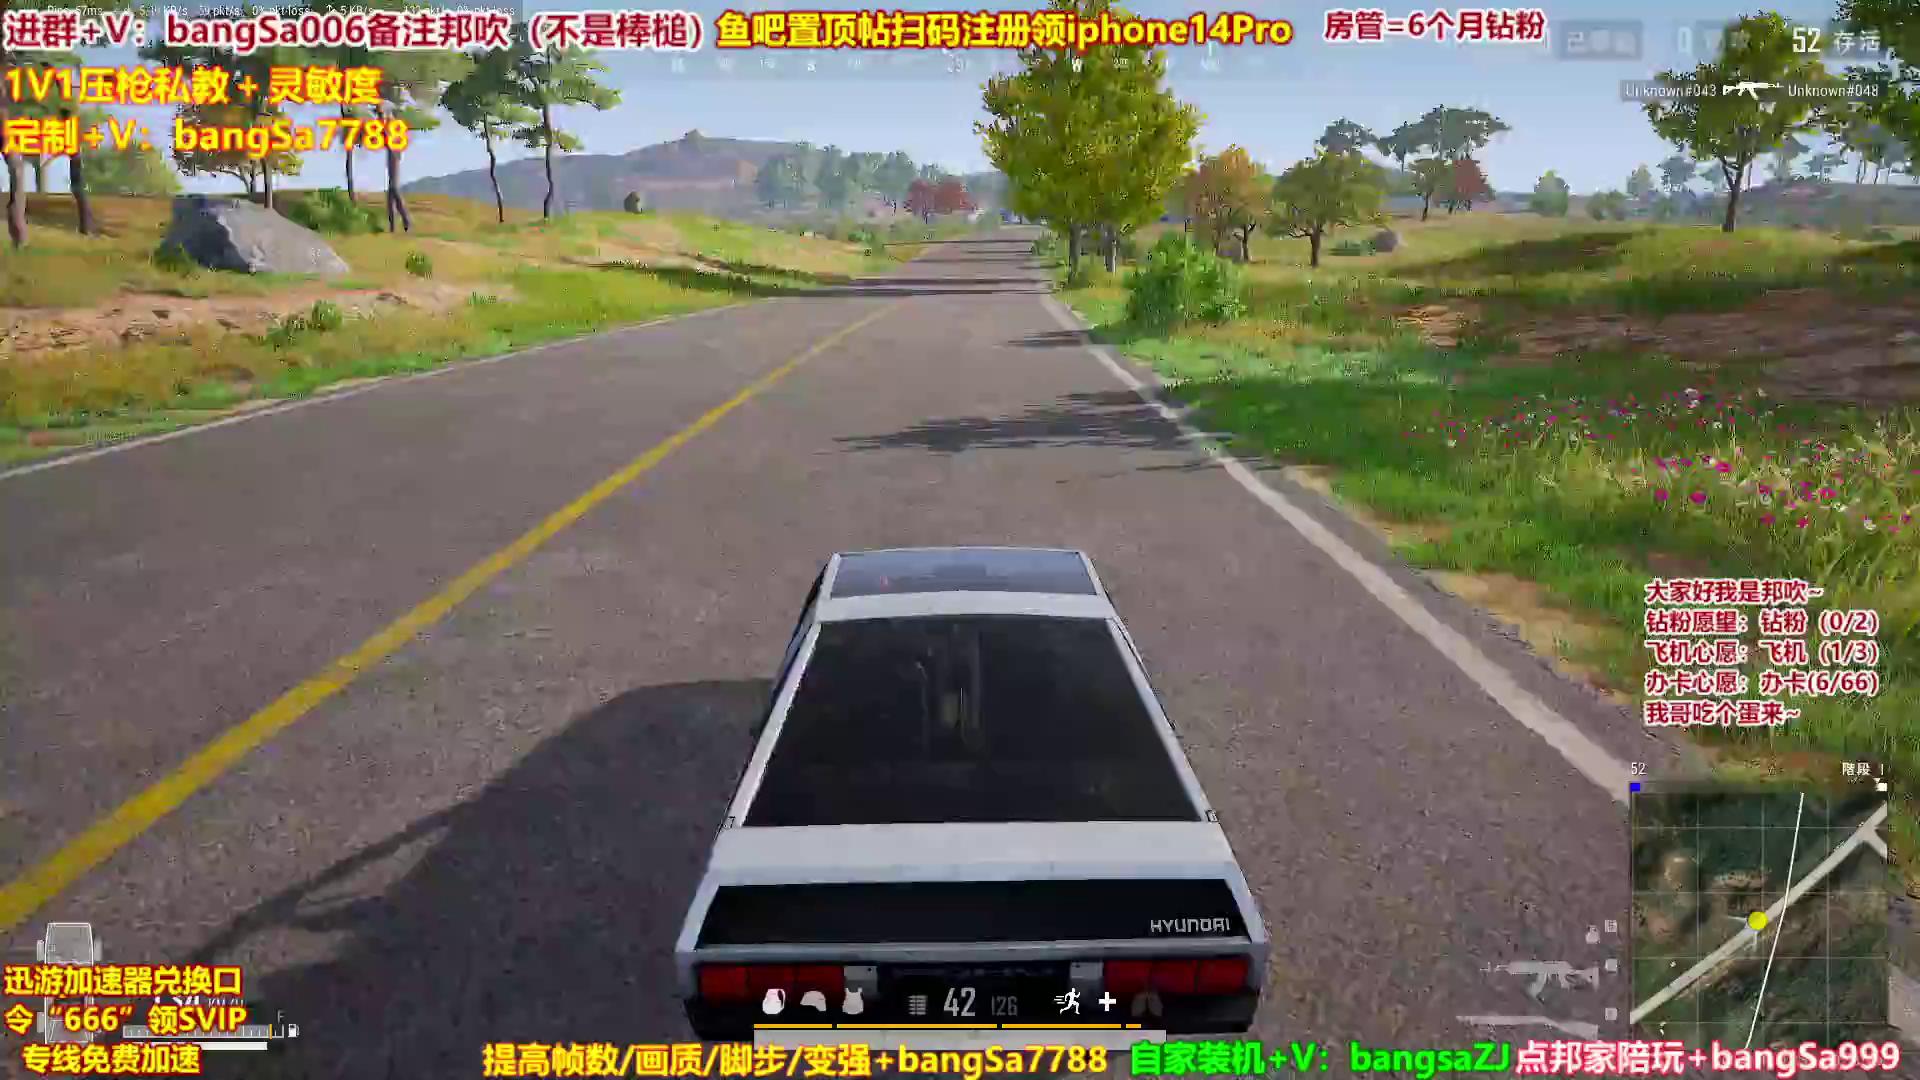 进群+V：bangSa006备注邦吹（不是棒槌）鱼吧置顶帖扫码注册领iphone14Pro 房管=6个月钻粉
52 存活
1V1压枪私教+灵敏度
定制+V：bangSa7788
Unknown#043 Unknown#048
大家好我是邦吹~
钻粉愿望：钻粉（0/2）
飞机心愿：飞机（1/3）
办卡心愿：办卡(6/66)
我哥吃个蛋来~
52 階段 1
HYUNDAI
迅游加速器兑换口
令“666”领SVIP
专线免费加速
42 126
提高帧数/画质/脚步/变强+bangSa7788 自家装机+V：bangsaZJ 点邦家陪玩+bangSa999